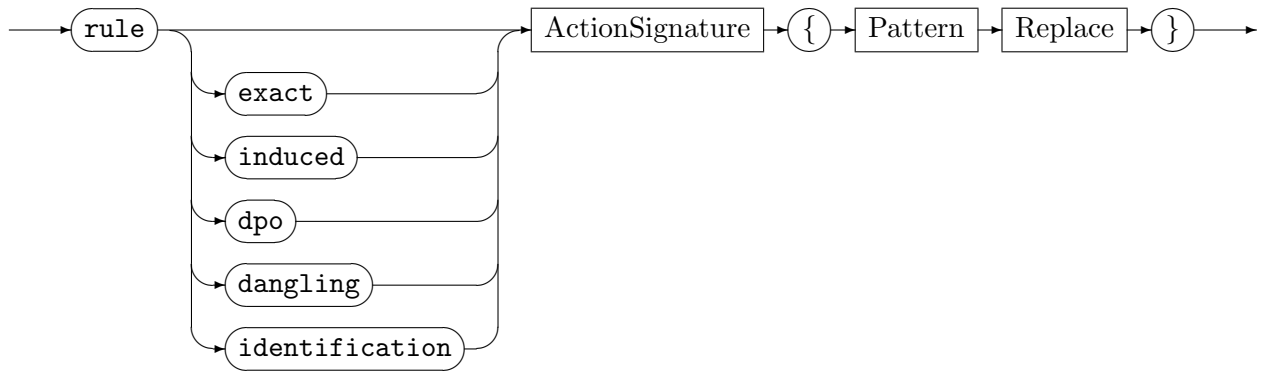 rule ActionSignature { Pattern Replace }
exact
induced
dpo
dangling
identification